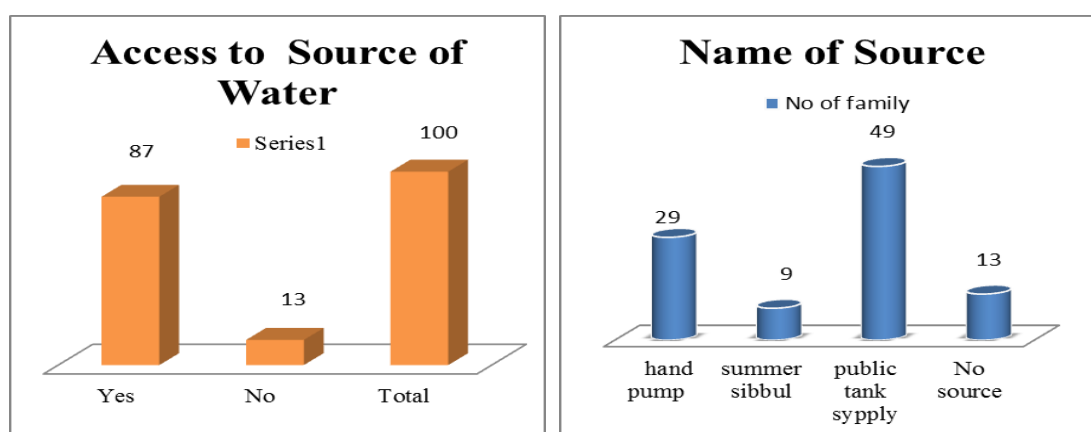 Access to Source of
Water
Series1
87
13
100
Yes
No
Total
Name of Source
No of family
29
9
49
13
hand
pump
summer
sibbul
public
tank
sypply
No
source